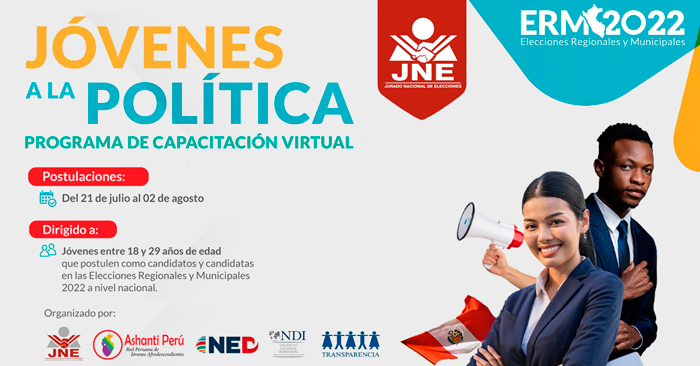 JÓVENES
A LA POLÍTICA
PROGRAMA DE CAPACITACIÓN VIRTUAL
Postulaciones:
Del 21 de julio al 02 de agosto
Dirigido a:
Jóvenes entre 18 y 29 años de edad
que postulen como candidatos y candidatas
en las Elecciones Regionales y Municipales
2022 a nivel nacional.
Organizado por:
JNE
Ashanti Perú
Red Peruana de
Jóvenes Afrodescendientes
NED
NDI
TRANSPARENCIA
JNE
JURADO NACIONAL DE ELECCIONES
ERM2022
Elecciones Regionales y Municipales